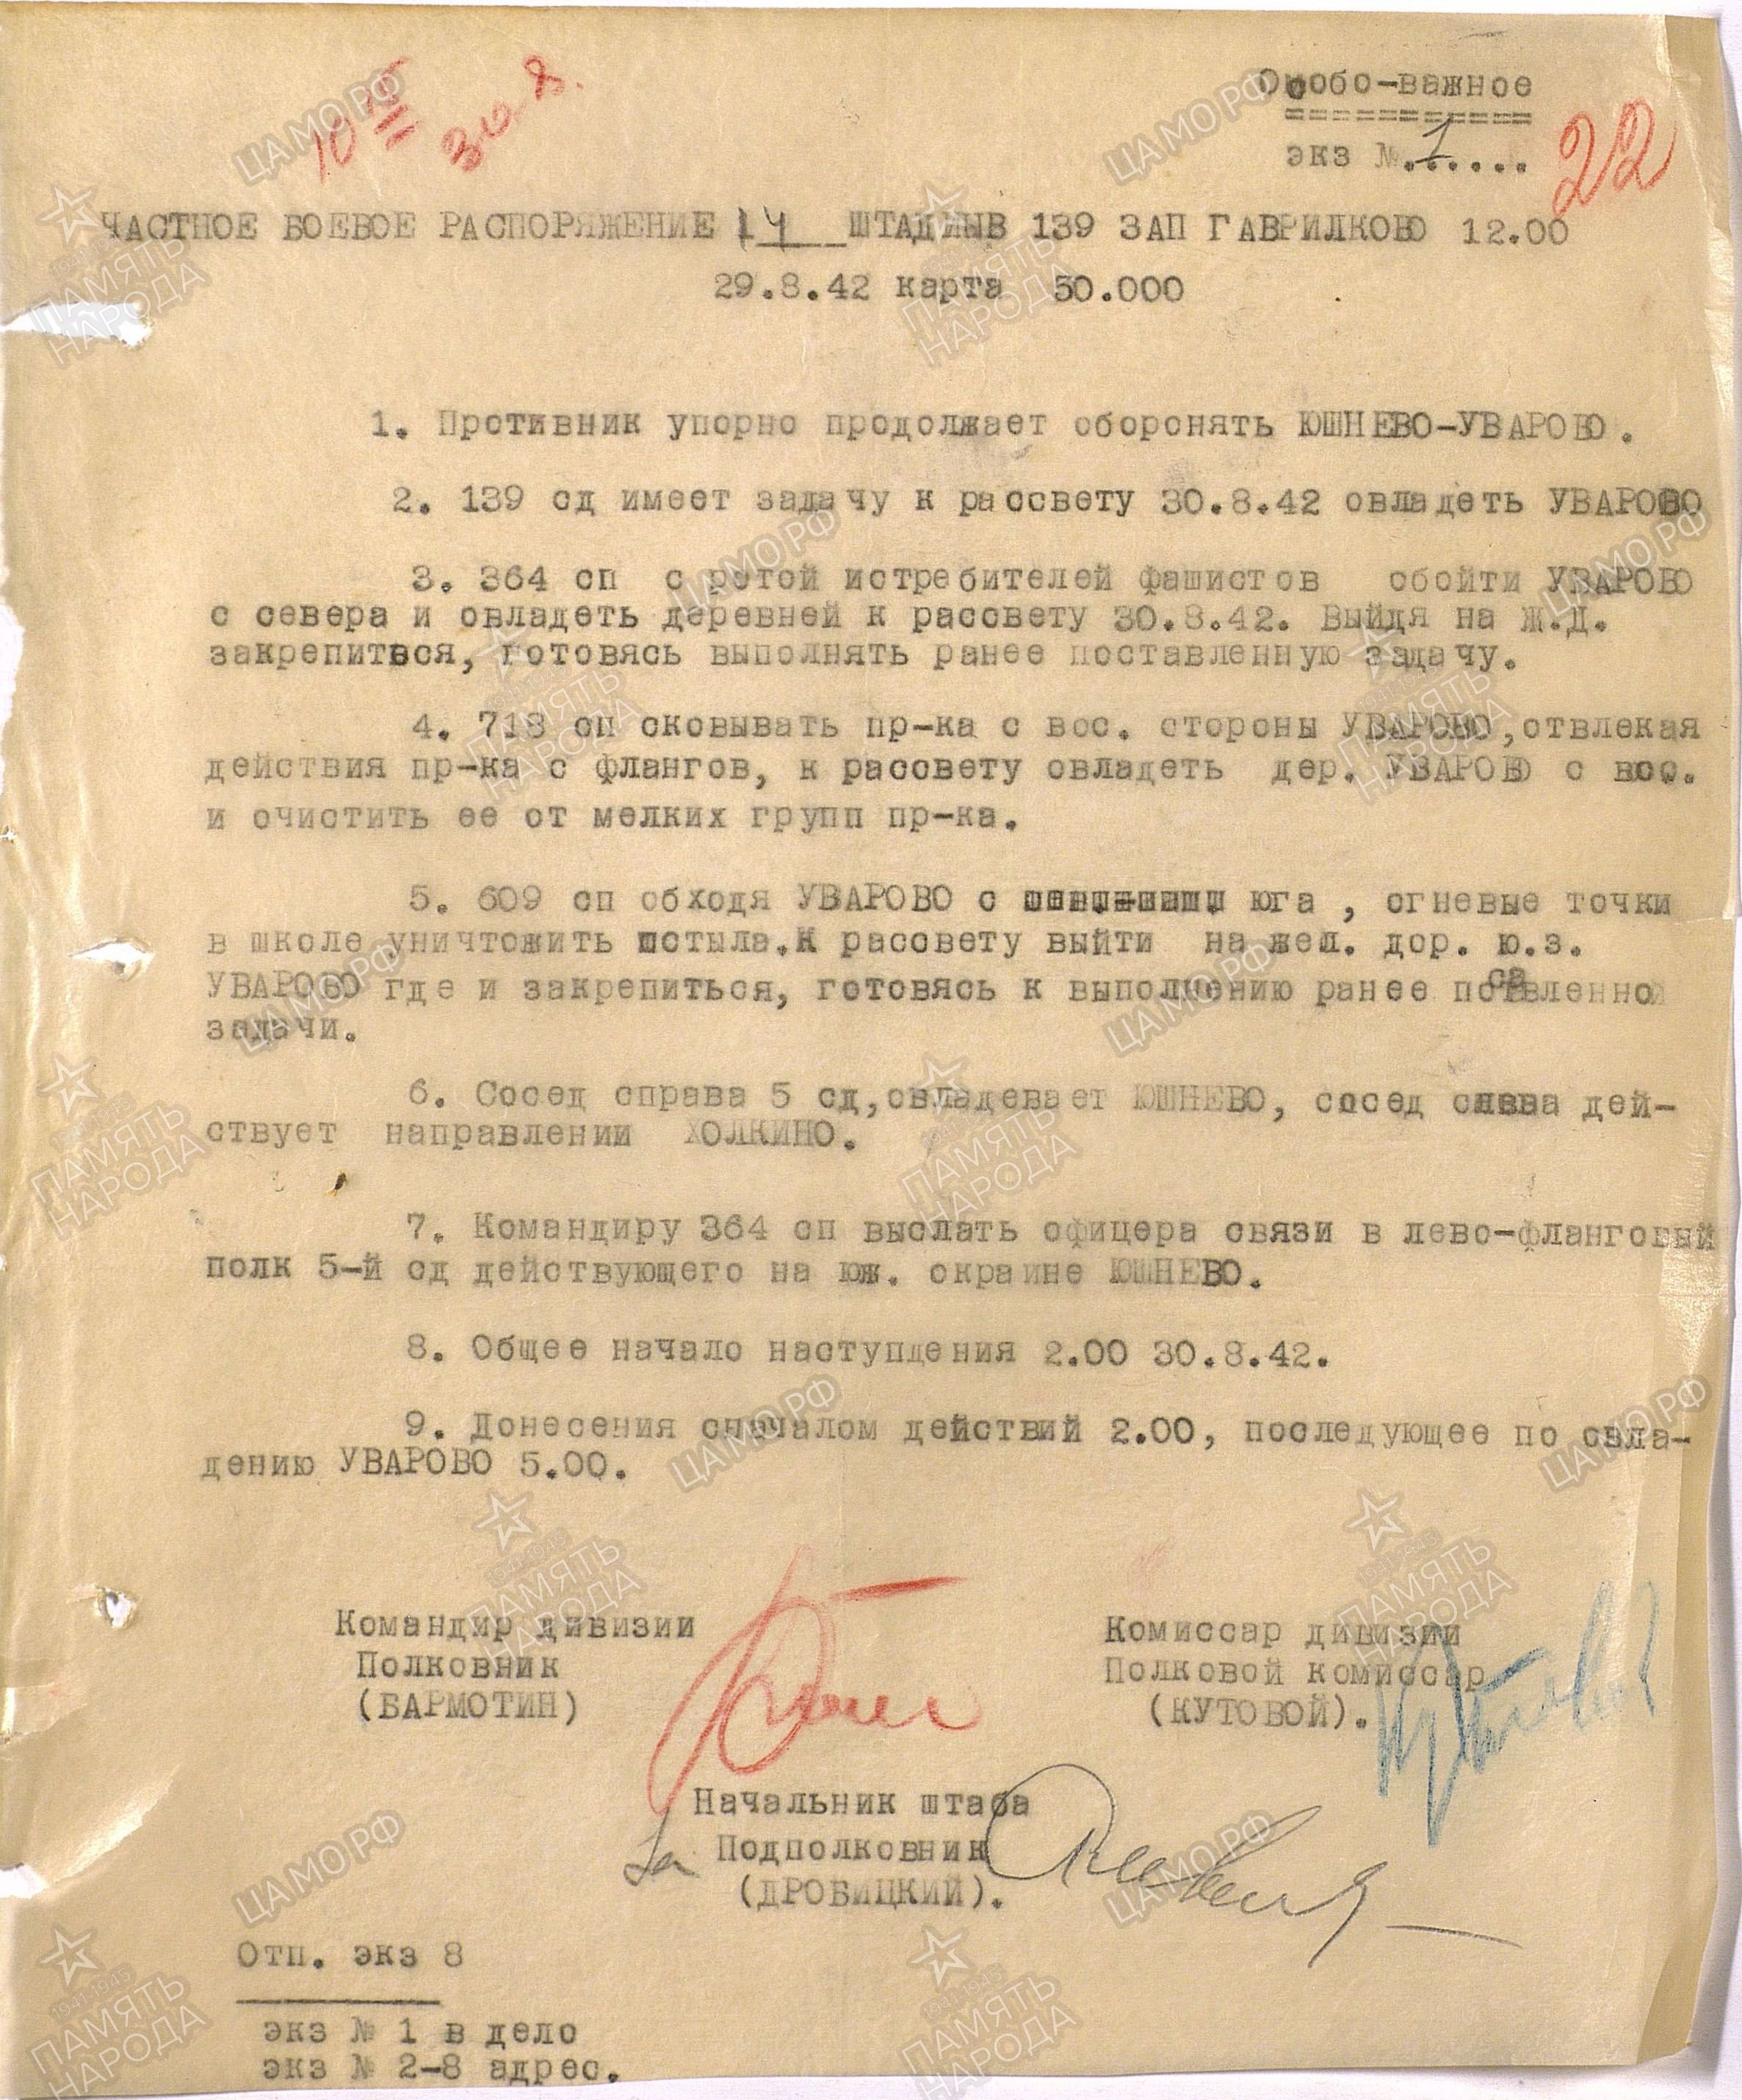 10 III
30.8.
Особо-важное
============
экз №.1.....
22
ЧАСТНОЕ БОЕВОЕ РАСПОРЯЖЕНИЕ 14 ШТАДИВ 139 ЗАП ГАВРИЛКОВО 12.00
29.8.42 карта 50.000
1. Противник упорно продолжает оборонять ЮШНЕВО-УВАРОВО.
2. 139 сд имеет задачу к рассвету 30.8.42 овладеть УВАРОВО
3. 364 сп с ротой истребителей фашистов обойти УВАРОВО
с севера и овладеть деревней к рассвету 30.8.42. Выйдя на Ж.Д.
закрепиться, готовясь выполнять ранее поставленную задачу.
4. 718 сп сковывать пр-ка с вос. стороны УВАРОВО,отвлекая
действия пр-ка с флангов, к рассвету овладеть дер. УВАРОВО с вос.
и очистить ее от мелких групп пр-ка.
5. 609 сп обходя УВАРОВО с юга , огневые точки
в школе уничтожить стыла.К рассвету выйти на жел. дор. ю.з.
УВАРОВО где и закрепиться, готовясь к выполнению ранее поставленной
задачи.
6. Сосед справа 5 сд,овладевает ЮШНЕВО, сосед слева дей-
ствует направлении ХОЛКИНО.
7. Командиру 364 сп выслать офицера связи в лево-фланговый
полк 5-й сд действующего на юж. окраине ЮШНЕВО.
8. Общее начало наступления 2.00 30.8.42.
9. Донесения сначалом действий 2.00, последующее по овла-
дению УВАРОВО 5.00.
Командир дивизии
Полковник
(БАРМОТИН)
Комиссар дивизии
Полковой комиссар
(КУТОВОЙ).
Начальник штаба
За Подполковник
(ДРОБИЦКИЙ).
Отп. экз 8
экз № 1 в дело
экз № 2-8 адрес.